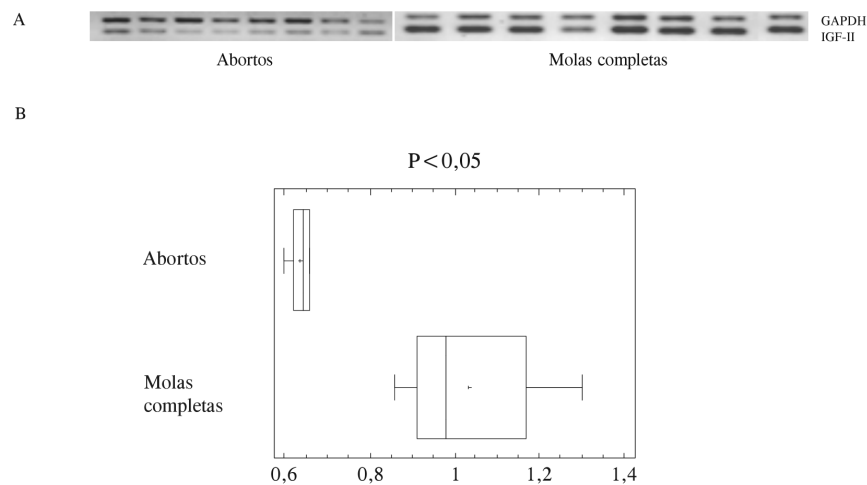 A
GAPDH
IGF-II
Abortos
Molas completas
B
P<0,05
Abortos
Molas
completas
0,6
0,8
1
1,2
1,4